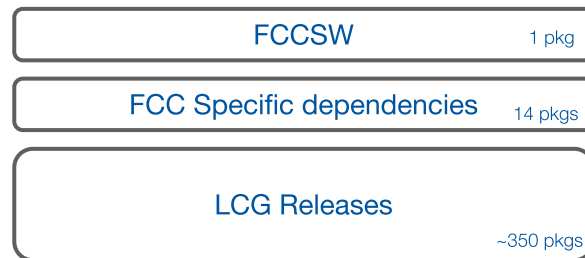 FCCSW
1 pkg
FCC Specific dependencies
14 pkgs
LCG Releases
~350 pkgs